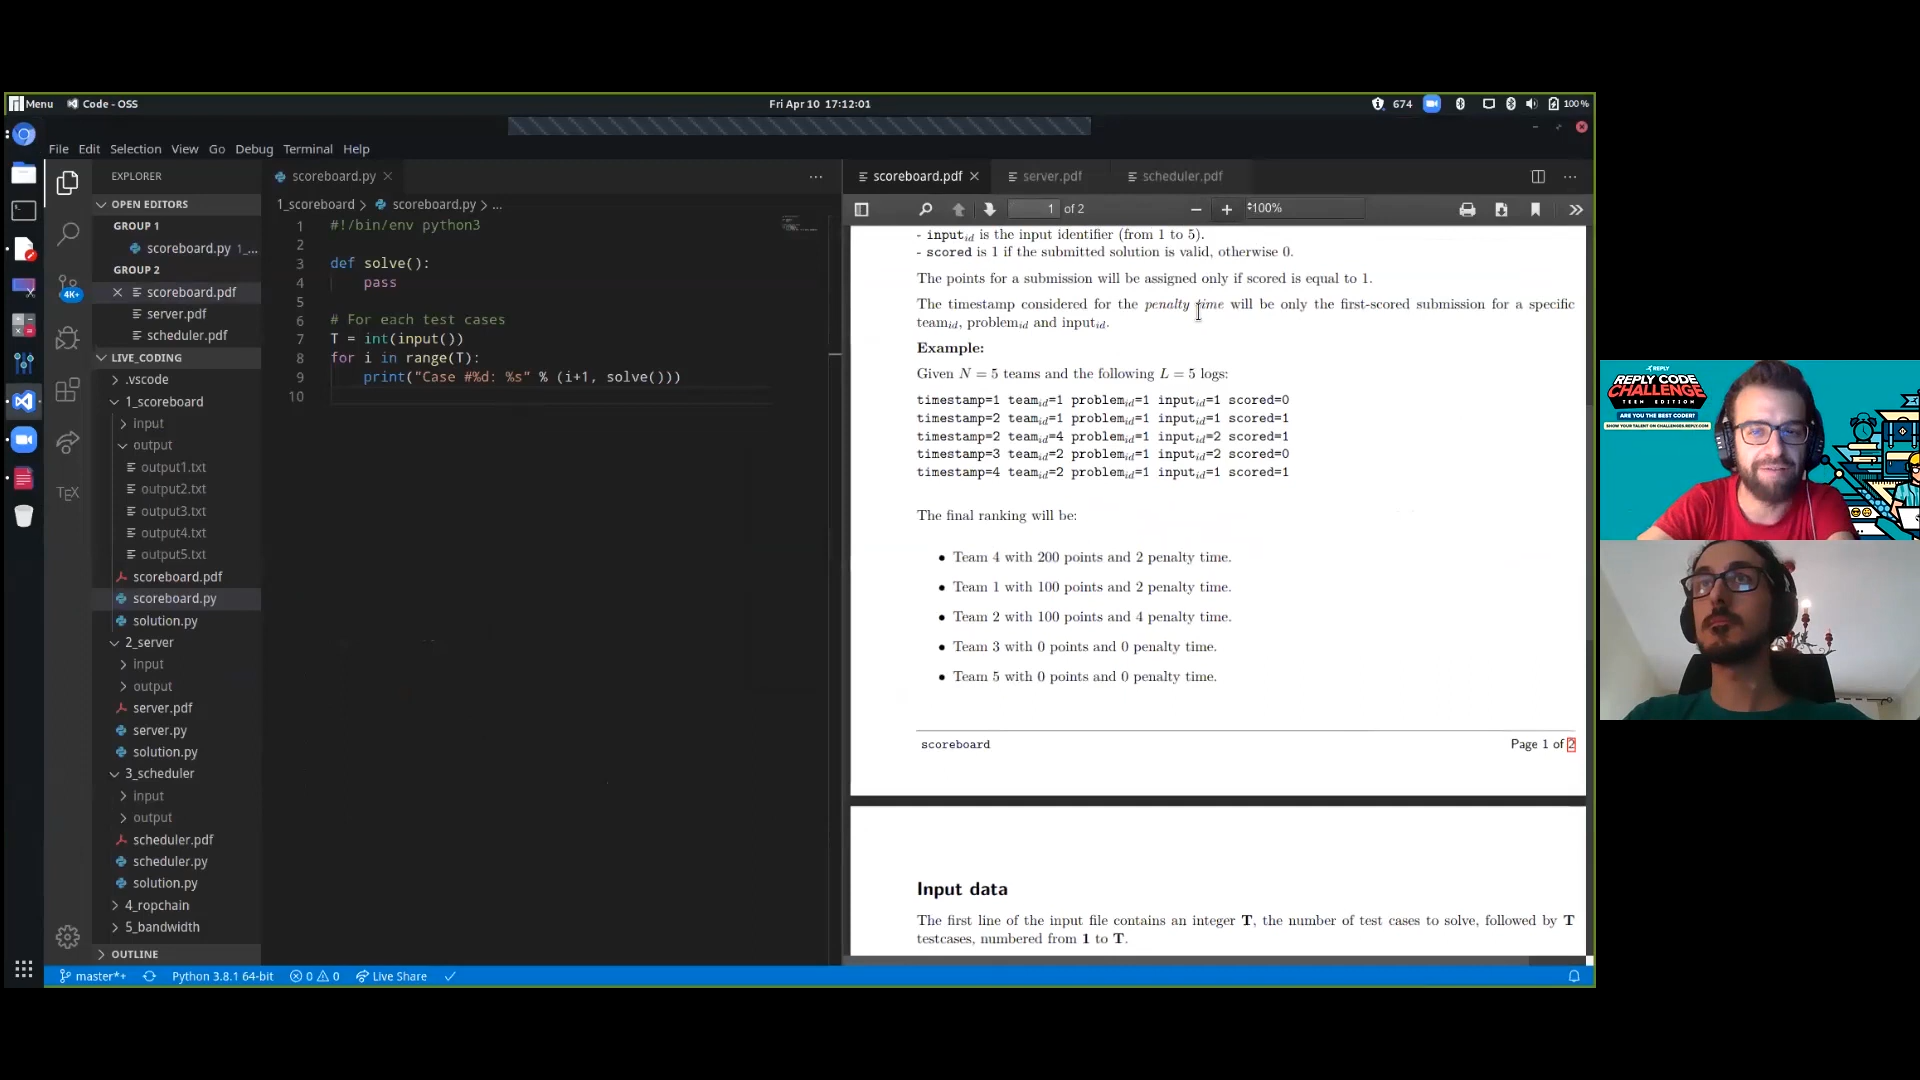 Menu Code - OSS
Fri Apr 10 17:12:01
674
100 %
File Edit Selection View Go Debug Terminal Help
EXPLORER
OPEN EDITORS
GROUP 1
scoreboard.py 1_...
GROUP 2
scoreboard.pdf
server.pdf
scheduler.pdf
LIVE_CODING
.vscode
1_scoreboard
input
output
output1.txt
output2.txt
output3.txt
output4.txt
output5.txt
scoreboard.pdf
scoreboard.py
solution.py
2_server
input
output
server.pdf
server.py
solution.py
3_scheduler
input
output
scheduler.pdf
scheduler.py
solution.py
4_ropchain
5_bandwidth
OUTLINE
4K+
TEX
scoreboard.py
1_scoreboard > scoreboard.py > ...
1 #!/bin/env python3
2
3 def solve():
4 pass
5
6 # For each test cases
7 T = int(input())
8 for i in range(T):
9 print("Case #%d: %s" % (i+1, solve()))
10
scoreboard.pdf server.pdf scheduler.pdf
1 of 2
100%
- input_id is the input identifier (from 1 to 5).
- scored is 1 if the submitted solution is valid, otherwise 0.
The points for a submission will be assigned only if scored is equal to 1.
The timestamp considered for the penalty time will be only the first-scored submission for a specific
team_id, problem_id and input_id.
Example:
Given N = 5 teams and the following L = 5 logs:
timestamp=1 team_id=1 problem_id=1 input_id=1 scored=0
timestamp=2 team_id=1 problem_id=1 input_id=1 scored=1
timestamp=2 team_id=4 problem_id=1 input_id=2 scored=1
timestamp=3 team_id=2 problem_id=1 input_id=2 scored=0
timestamp=4 team_id=2 problem_id=1 input_id=1 scored=1
The final ranking will be:
• Team 4 with 200 points and 2 penalty time.
• Team 1 with 100 points and 2 penalty time.
• Team 2 with 100 points and 4 penalty time.
• Team 3 with 0 points and 0 penalty time.
• Team 5 with 0 points and 0 penalty time.
scoreboard Page 1 of 2
Input data
The first line of the input file contains an integer T, the number of test cases to solve, followed by T
testcases, numbered from 1 to T.
master*+ Python 3.8.1 64-bit 0 0 Live Share
REPLY
REPLY CODE
CHALLENGE
TEEN EDITION
ARE YOU THE BEST CODER?
SHOW YOUR TALENT ON CHALLENGES.REPLY.COM